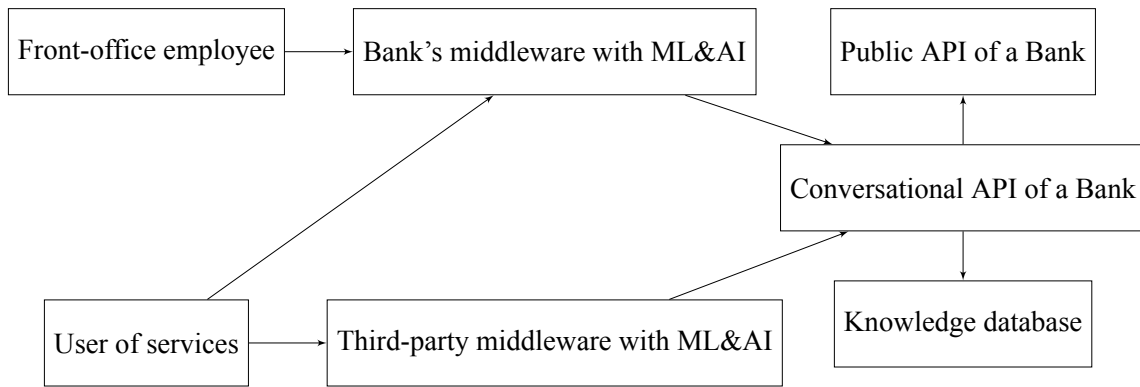 Front-office employee
Bank's middleware with ML&AI
Public API of a Bank
Conversational API of a Bank
User of services
Third-party middleware with ML&AI
Knowledge database